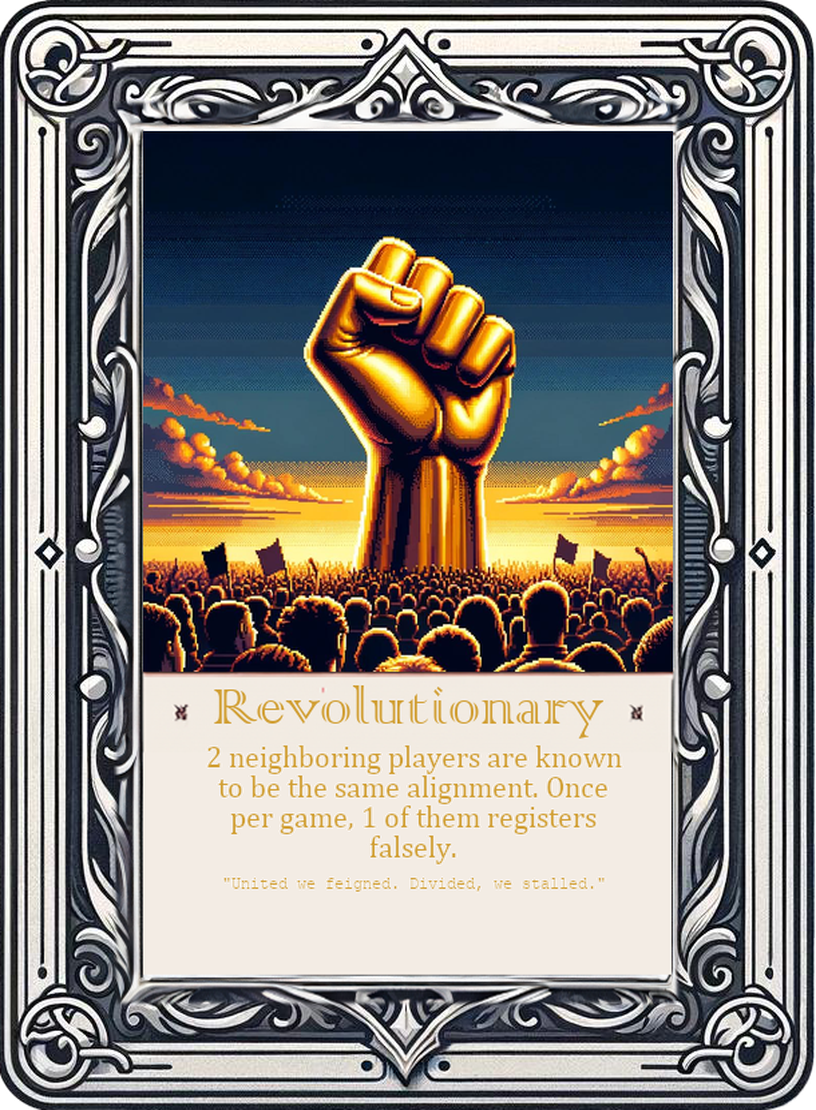 Revolutionary
2 neighboring players are known
to be the same alignment. Once
per game, 1 of them registers
falsely.
"United we feigned. Divided, we stalled."